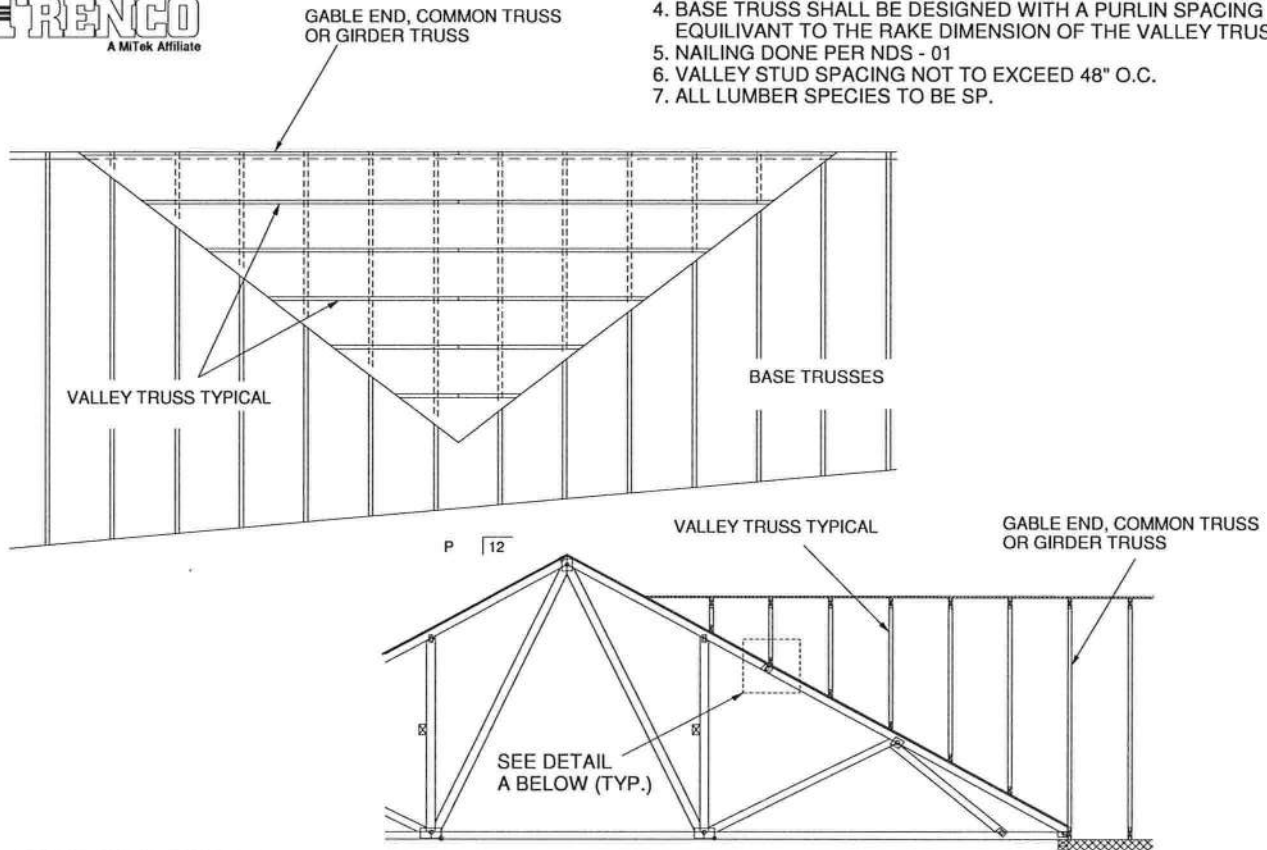 TRENCO
A MiTek Affiliate
GABLE END, COMMON TRUSS
OR GIRDER TRUSS
4. BASE TRUSS SHALL BE DESIGNED WITH A PURLIN SPACING
EQUILIVANT TO THE RAKE DIMENSION OF THE VALLEY TRUS
5. NAILING DONE PER NDS - 01
6. VALLEY STUD SPACING NOT TO EXCEED 48" O.C.
7. ALL LUMBER SPECIES TO BE SP.
VALLEY TRUSS TYPICAL
BASE TRUSSES
P 12
VALLEY TRUSS TYPICAL
GABLE END, COMMON TRUSS
OR GIRDER TRUSS
SEE DETAIL
A BELOW (TYP.)